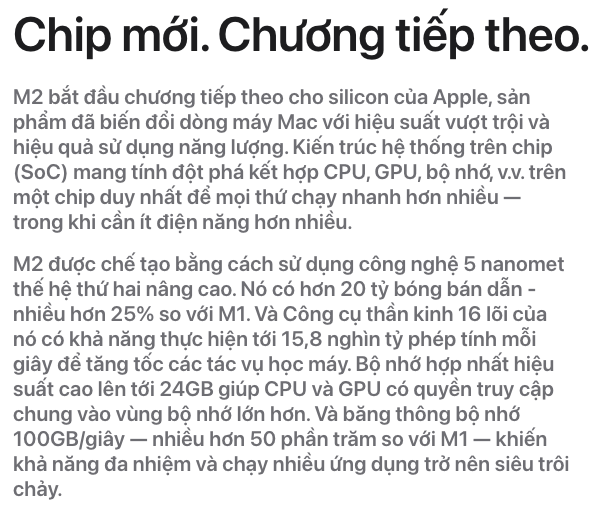 Chip mới. Chương tiếp theo.
M2 bắt đầu chương tiếp theo cho silicon của Apple, sản
phẩm đã biến đổi dòng máy Mac với hiệu suất vượt trội và
hiệu quả sử dụng năng lượng. Kiến trúc hệ thống trên chip
(SoC) mang tính đột phá kết hợp CPU, GPU, bộ nhớ, v.v. trên
một chip duy nhất để mọi thứ chạy nhanh hơn nhiều —
trong khi cần ít điện năng hơn nhiều.
M2 được chế tạo bằng cách sử dụng công nghệ 5 nanomet
thế hệ thứ hai nâng cao. Nó có hơn 20 tỷ bóng bán dẫn -
nhiều hơn 25% so với M1. Và Công cụ thần kinh 16 lõi của
nó có khả năng thực hiện tới 15,8 nghìn tỷ phép tính mỗi
giây để tăng tốc các tác vụ học máy. Bộ nhớ hợp nhất hiệu
suất cao lên tới 24GB giúp CPU và GPU có quyền truy cập
chung vào vùng bộ nhớ lớn hơn. Và băng thông bộ nhớ
100GB/giây — nhiều hơn 50 phần trăm so với M1 — khiến
khả năng đa nhiệm và chạy nhiều ứng dụng trở nên siêu trôi
chảy.